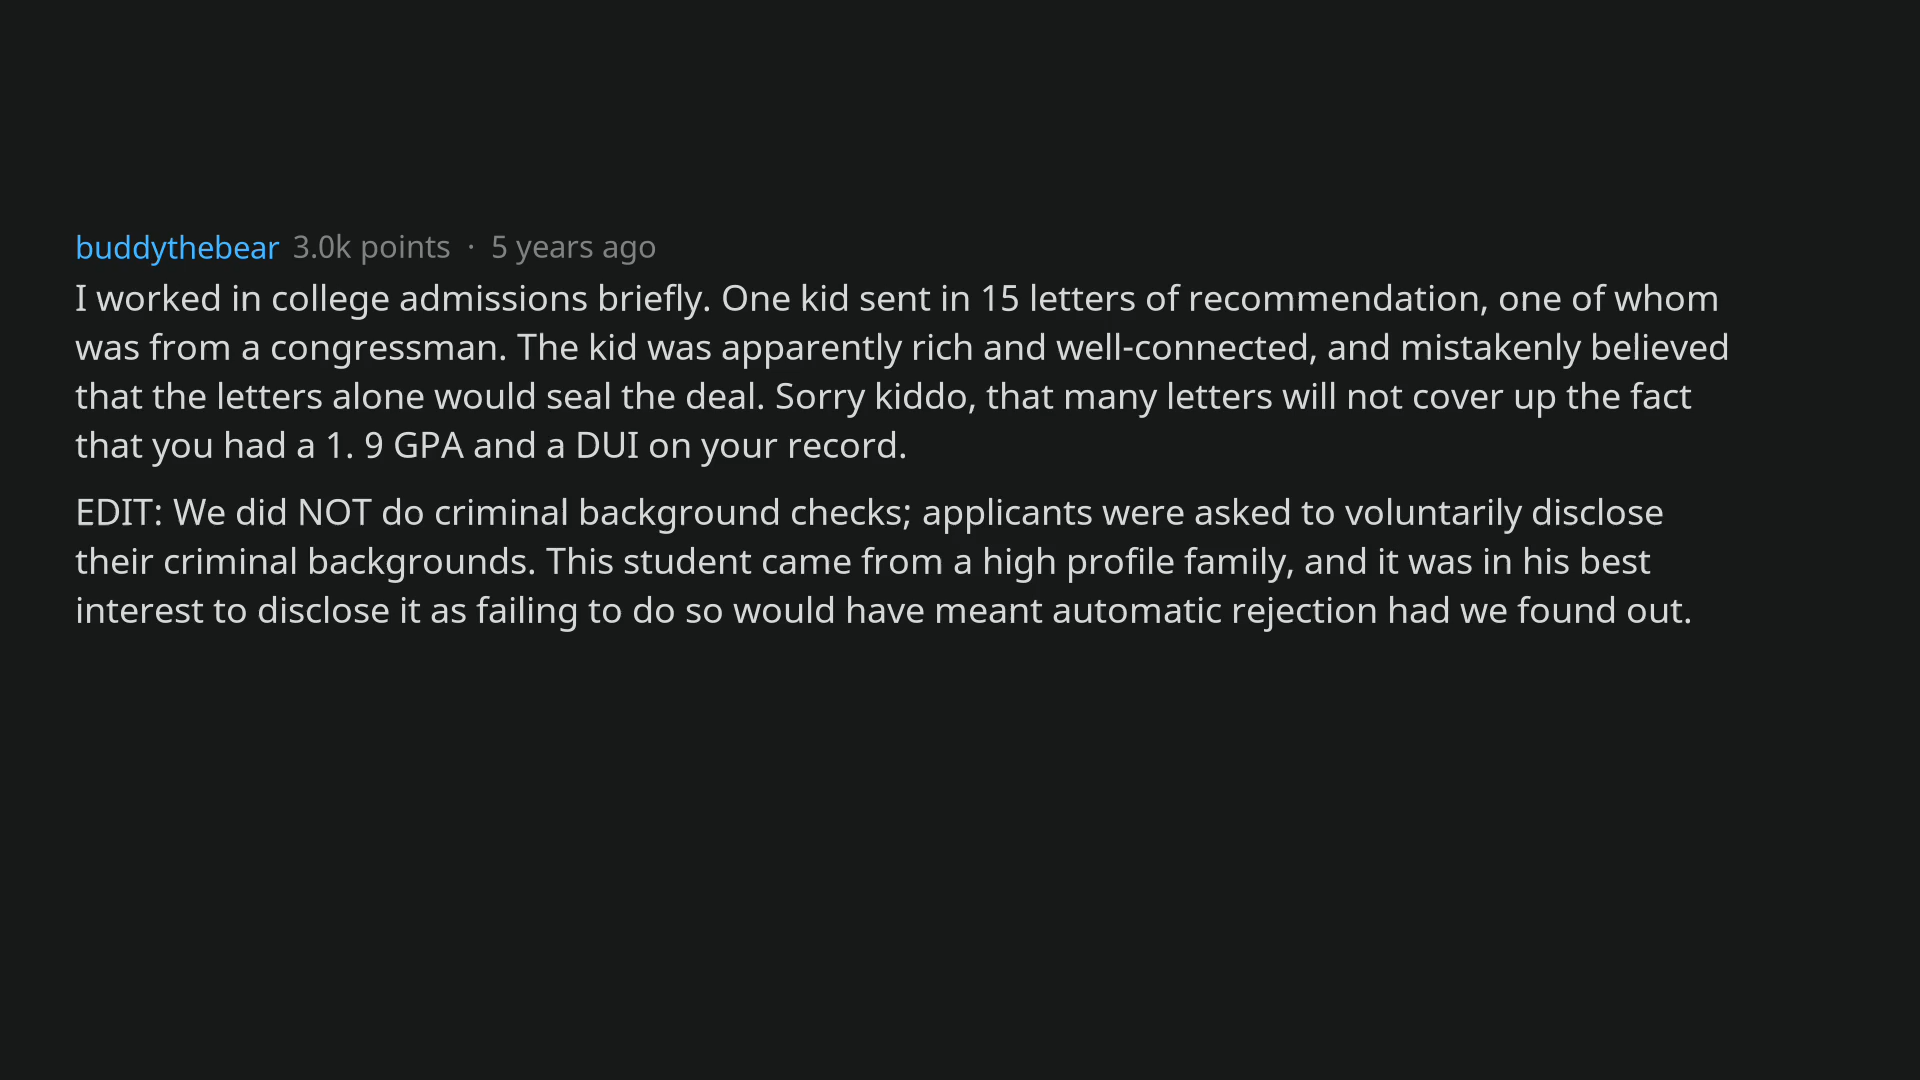 buddythebear 3.0k points · 5 years ago
I worked in college admissions briefly. One kid sent in 15 letters of recommendation, one of whom
was from a congressman. The kid was apparently rich and well-connected, and mistakenly believed
that the letters alone would seal the deal. Sorry kiddo, that many letters will not cover up the fact
that you had a 1. 9 GPA and a DUI on your record.
EDIT: We did NOT do criminal background checks; applicants were asked to voluntarily disclose
their criminal backgrounds. This student came from a high profile family, and it was in his best
interest to disclose it as failing to do so would have meant automatic rejection had we found out.